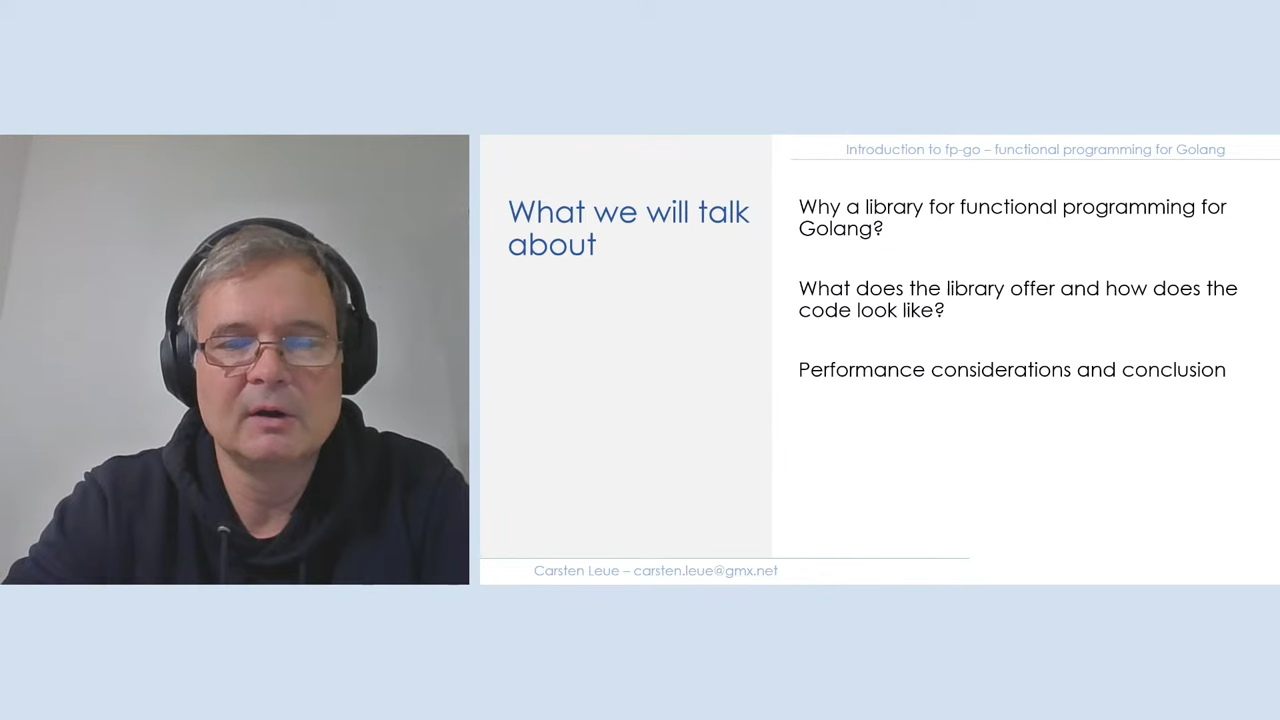 Introduction to fp-go – functional programming for Golang
What we will talk
about
Why a library for functional programming for
Golang?
What does the library offer and how does the
code look like?
Performance considerations and conclusion
Carsten Leue – carsten.leue@gmx.net